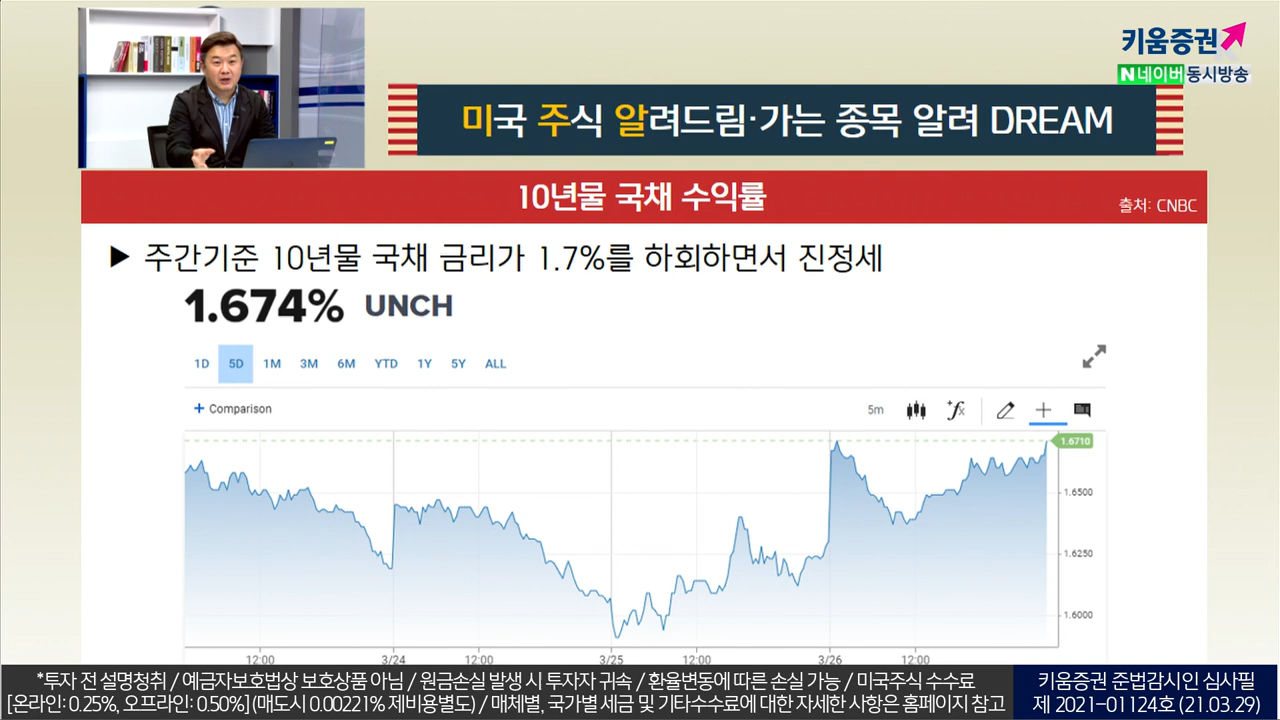 키움증권
N 네이버 동시방송
미국 주식 알려드림·가는 종목 알려 DREAM
10년물 국채 수익률
출처: CNBC
▶ 주간기준 10년물 국채 금리가 1.7%를 하회하면서 진정세
1.674% UNCH
1D 5D 1M 3M 6M YTD 1Y 5Y ALL
+ Comparison
5m
1.6710
1.6500
1.6250
1.6000
12:00 3/24 12:00 3/25 12:00 3/26 12:00
*투자 전 설명청취 / 예금자보호법상 보호상품 아님 / 원금손실 발생 시 투자자 귀속 / 환율변동에 따른 손실 가능 / 미국주식 수수료
[온라인: 0.25%, 오프라인: 0.50%] (매도시 0.00221% 제비용별도) / 매체별, 국가별 세금 및 기타수수료에 대한 자세한 사항은 홈페이지 참고
키움증권 준법감시인 심사필
제 2021-01124호 (21.03.29)